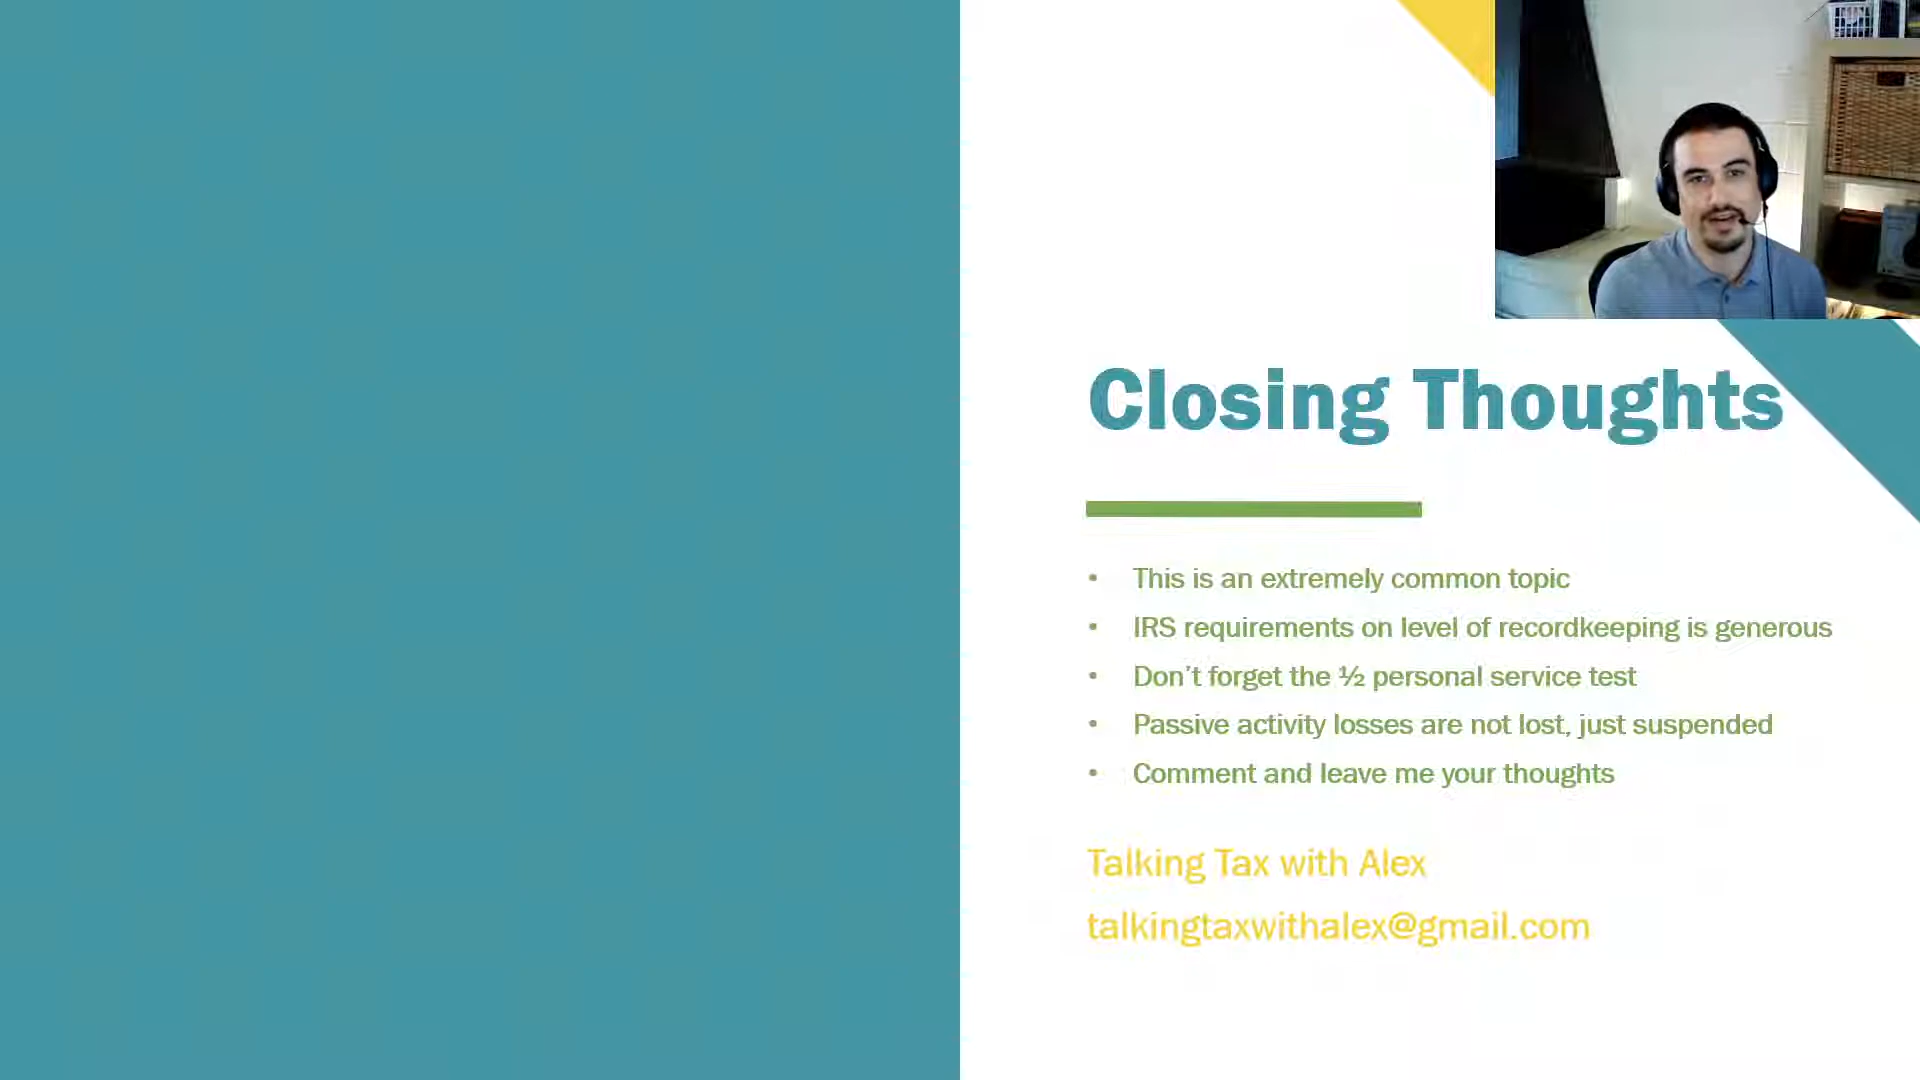 Closing Thoughts
• This is an extremely common topic
• IRS requirements on level of recordkeeping is generous
• Don’t forget the ½ personal service test
• Passive activity losses are not lost, just suspended
• Comment and leave me your thoughts
Talking Tax with Alex
talkingtaxwithalex@gmail.com